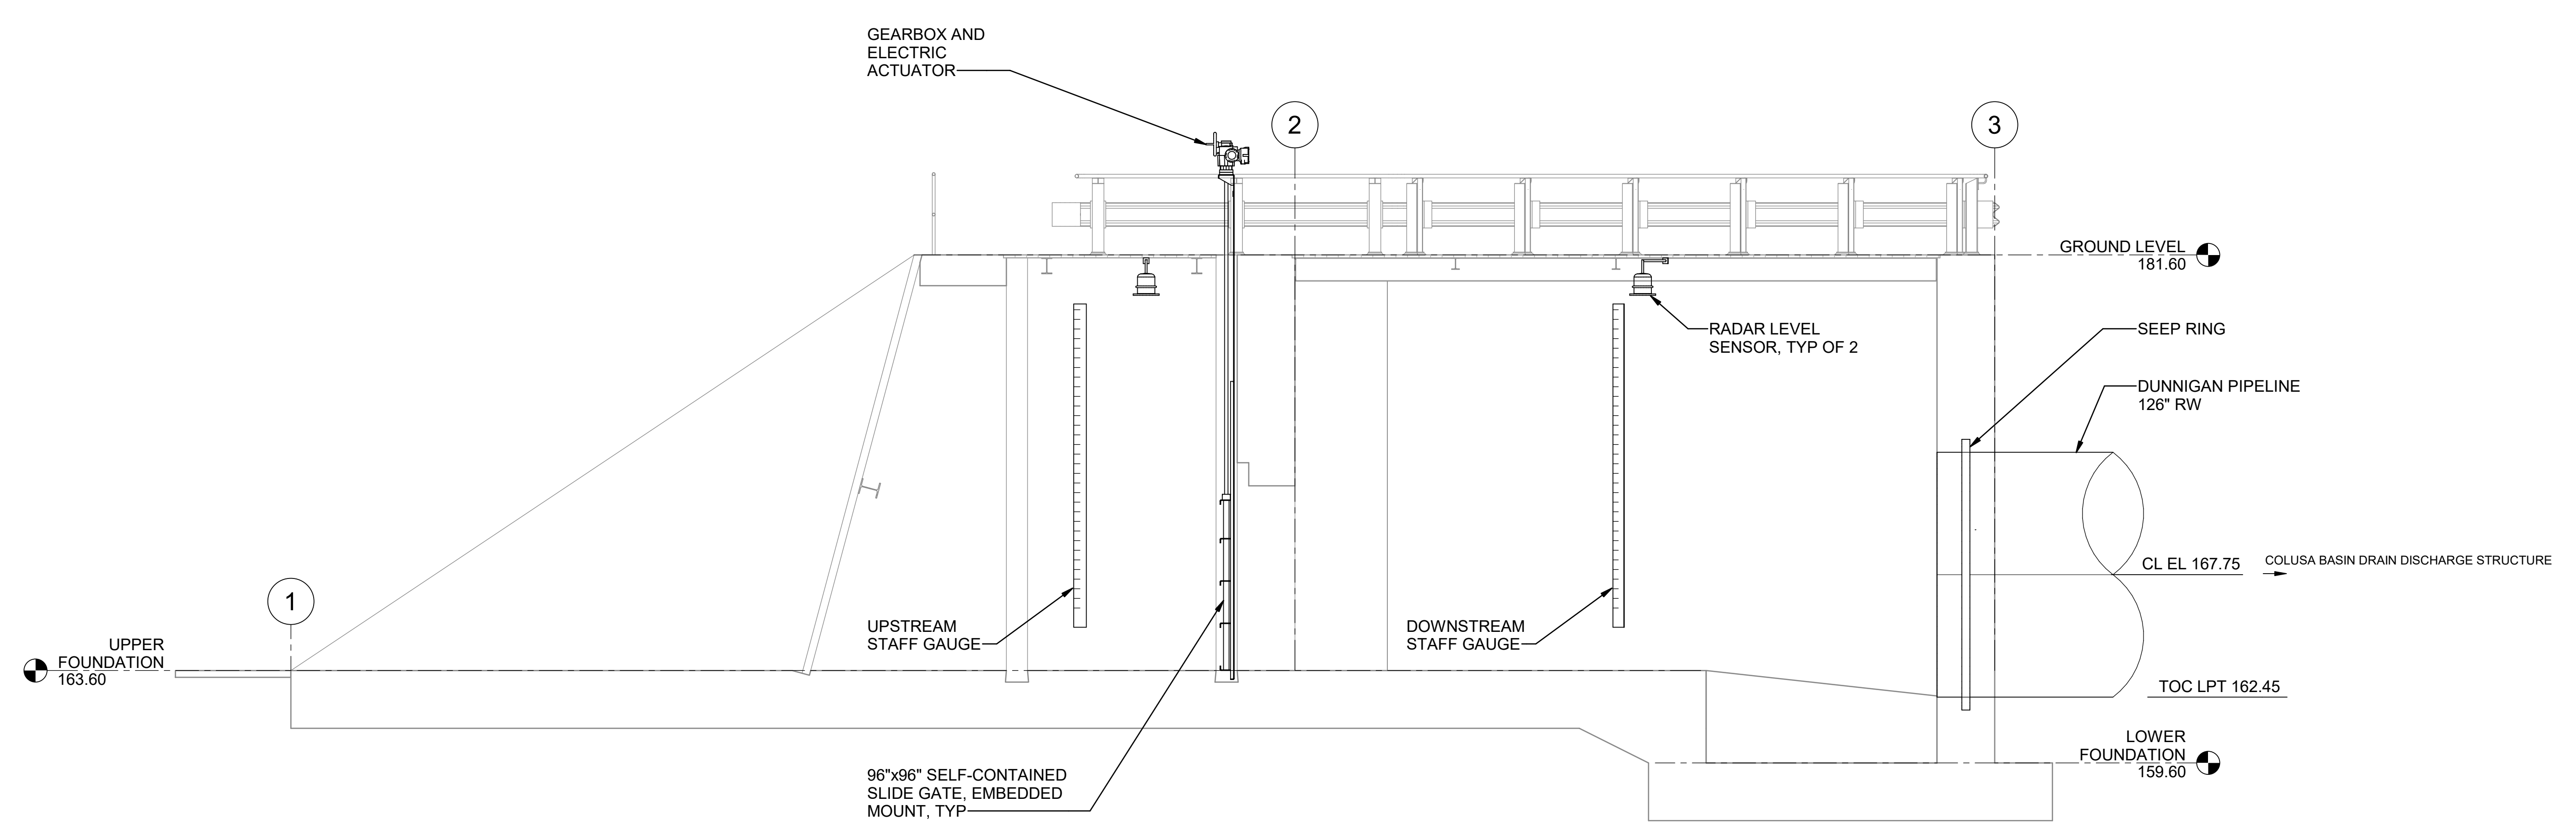 GEARBOX AND
ELECTRIC
ACTUATOR
2
3
GROUND LEVEL
181.60
RADAR LEVEL
SENSOR, TYP OF 2
SEEP RING
DUNNIGAN PIPELINE
126" RW
CL EL 167.75
COLUSA BASIN DRAIN DISCHARGE STRUCTURE
1
UPPER
FOUNDATION
163.60
UPSTREAM
STAFF GAUGE
DOWNSTREAM
STAFF GAUGE
TOC LPT 162.45
LOWER
FOUNDATION
159.60
96"x96" SELF-CONTAINED
SLIDE GATE, EMBEDDED
MOUNT, TYP